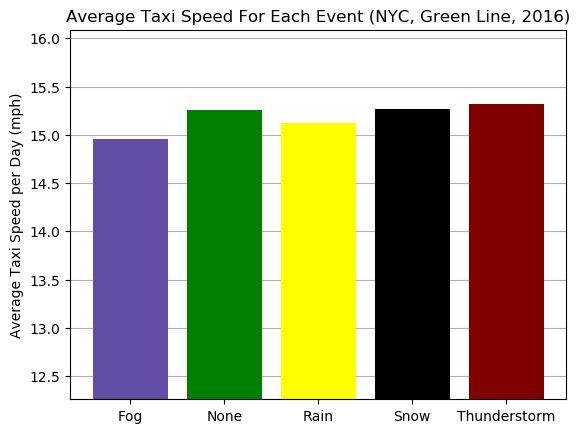 Average Taxi Speed For Each Event (NYC, Green Line, 2016)
Average Taxi Speed per Day (mph)
16.0
15.5
15.0
14.5
14.0
13.5
13.0
12.5
Fog None Rain Snow Thunderstorm